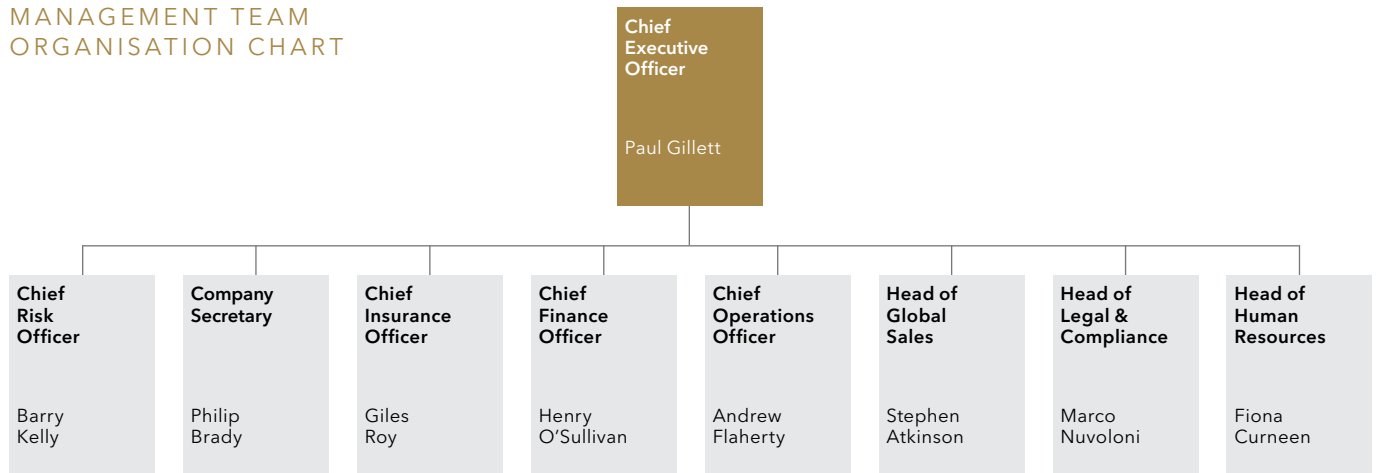 MANAGEMENT TEAM
ORGANISATION CHART
Chief
Executive
Officer
Paul Gillett
Chief
Risk
Officer
Barry
Kelly
Company
Secretary
Philip
Brady
Chief
Insurance
Officer
Giles
Roy
Chief
Finance
Officer
Henry
O’Sullivan
Chief
Operations
Officer
Andrew
Flaherty
Head of
Global
Sales
Stephen
Atkinson
Head of
Legal &
Compliance
Marco
Nuvoloni
Head of
Human
Resources
Fiona
Curneen